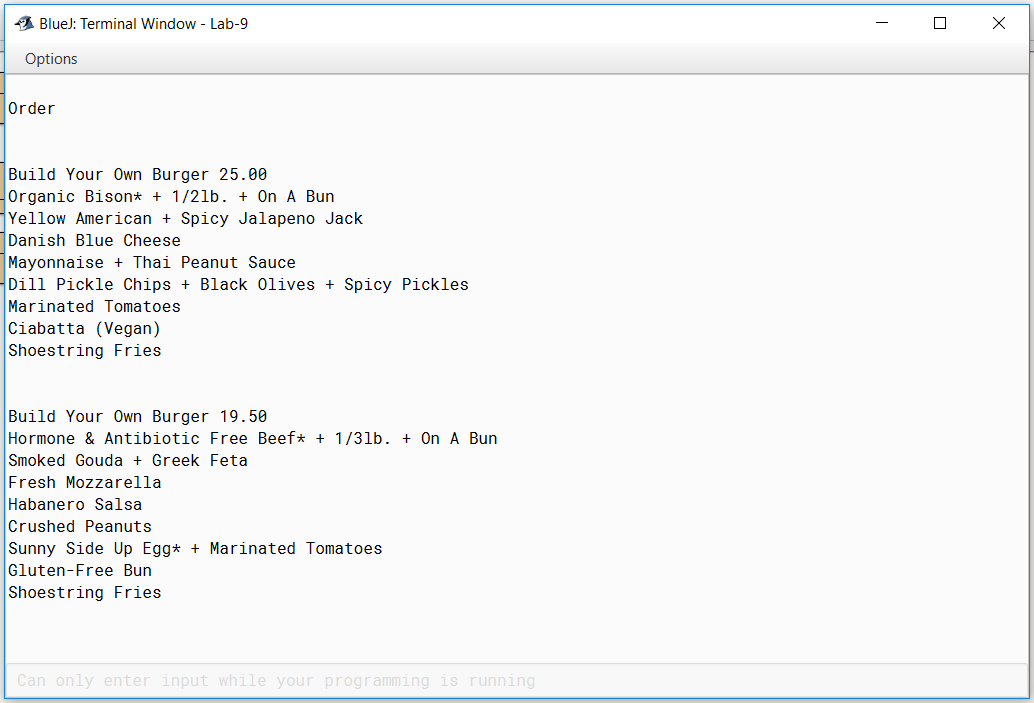 BlueJ: Terminal Window - Lab-9
Options
Order
Build Your Own Burger 25.00
Organic Bison* + 1/2lb. + On A Bun
Yellow American + Spicy Jalapeno Jack
Danish Blue Cheese
Mayonnaise + Thai Peanut Sauce
Dill Pickle Chips + Black Olives + Spicy Pickles
Marinated Tomatoes
Ciabatta (Vegan)
Shoestring Fries
Build Your Own Burger 19.50
Hormone & Antibiotic Free Beef* + 1/3lb. + On A Bun
Smoked Gouda + Greek Feta
Fresh Mozzarella
Habanero Salsa
Crushed Peanuts
Sunny Side Up Egg* + Marinated Tomatoes
Gluten-Free Bun
Shoestring Fries
Can only enter input while your programming is running